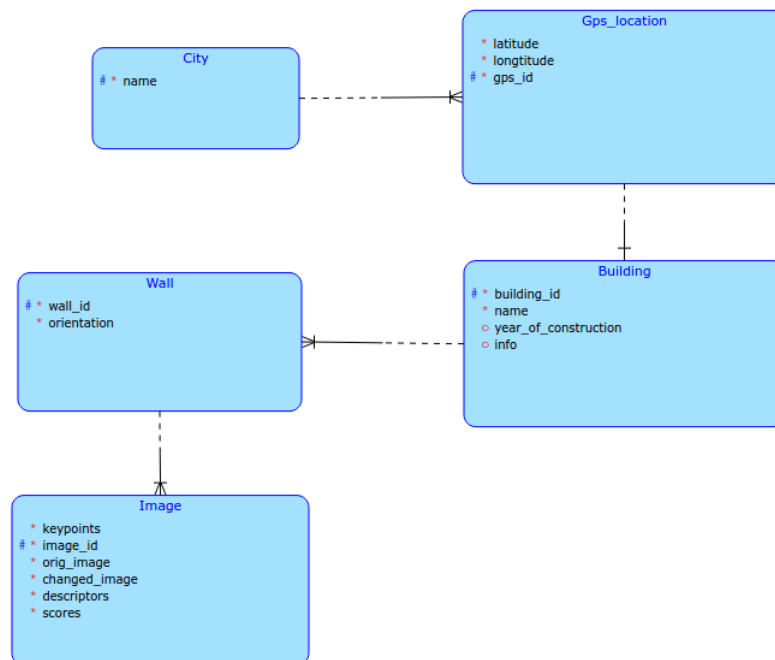 City
# * name
Gps_location
* latitude
* longtitude
# * gps_id
Wall
# * wall_id
* orientation
Building
# * building_id
* name
o year_of_construction
o info
Image
* keypoints
# * image_id
* orig_image
* changed_image
* descriptors
* scores